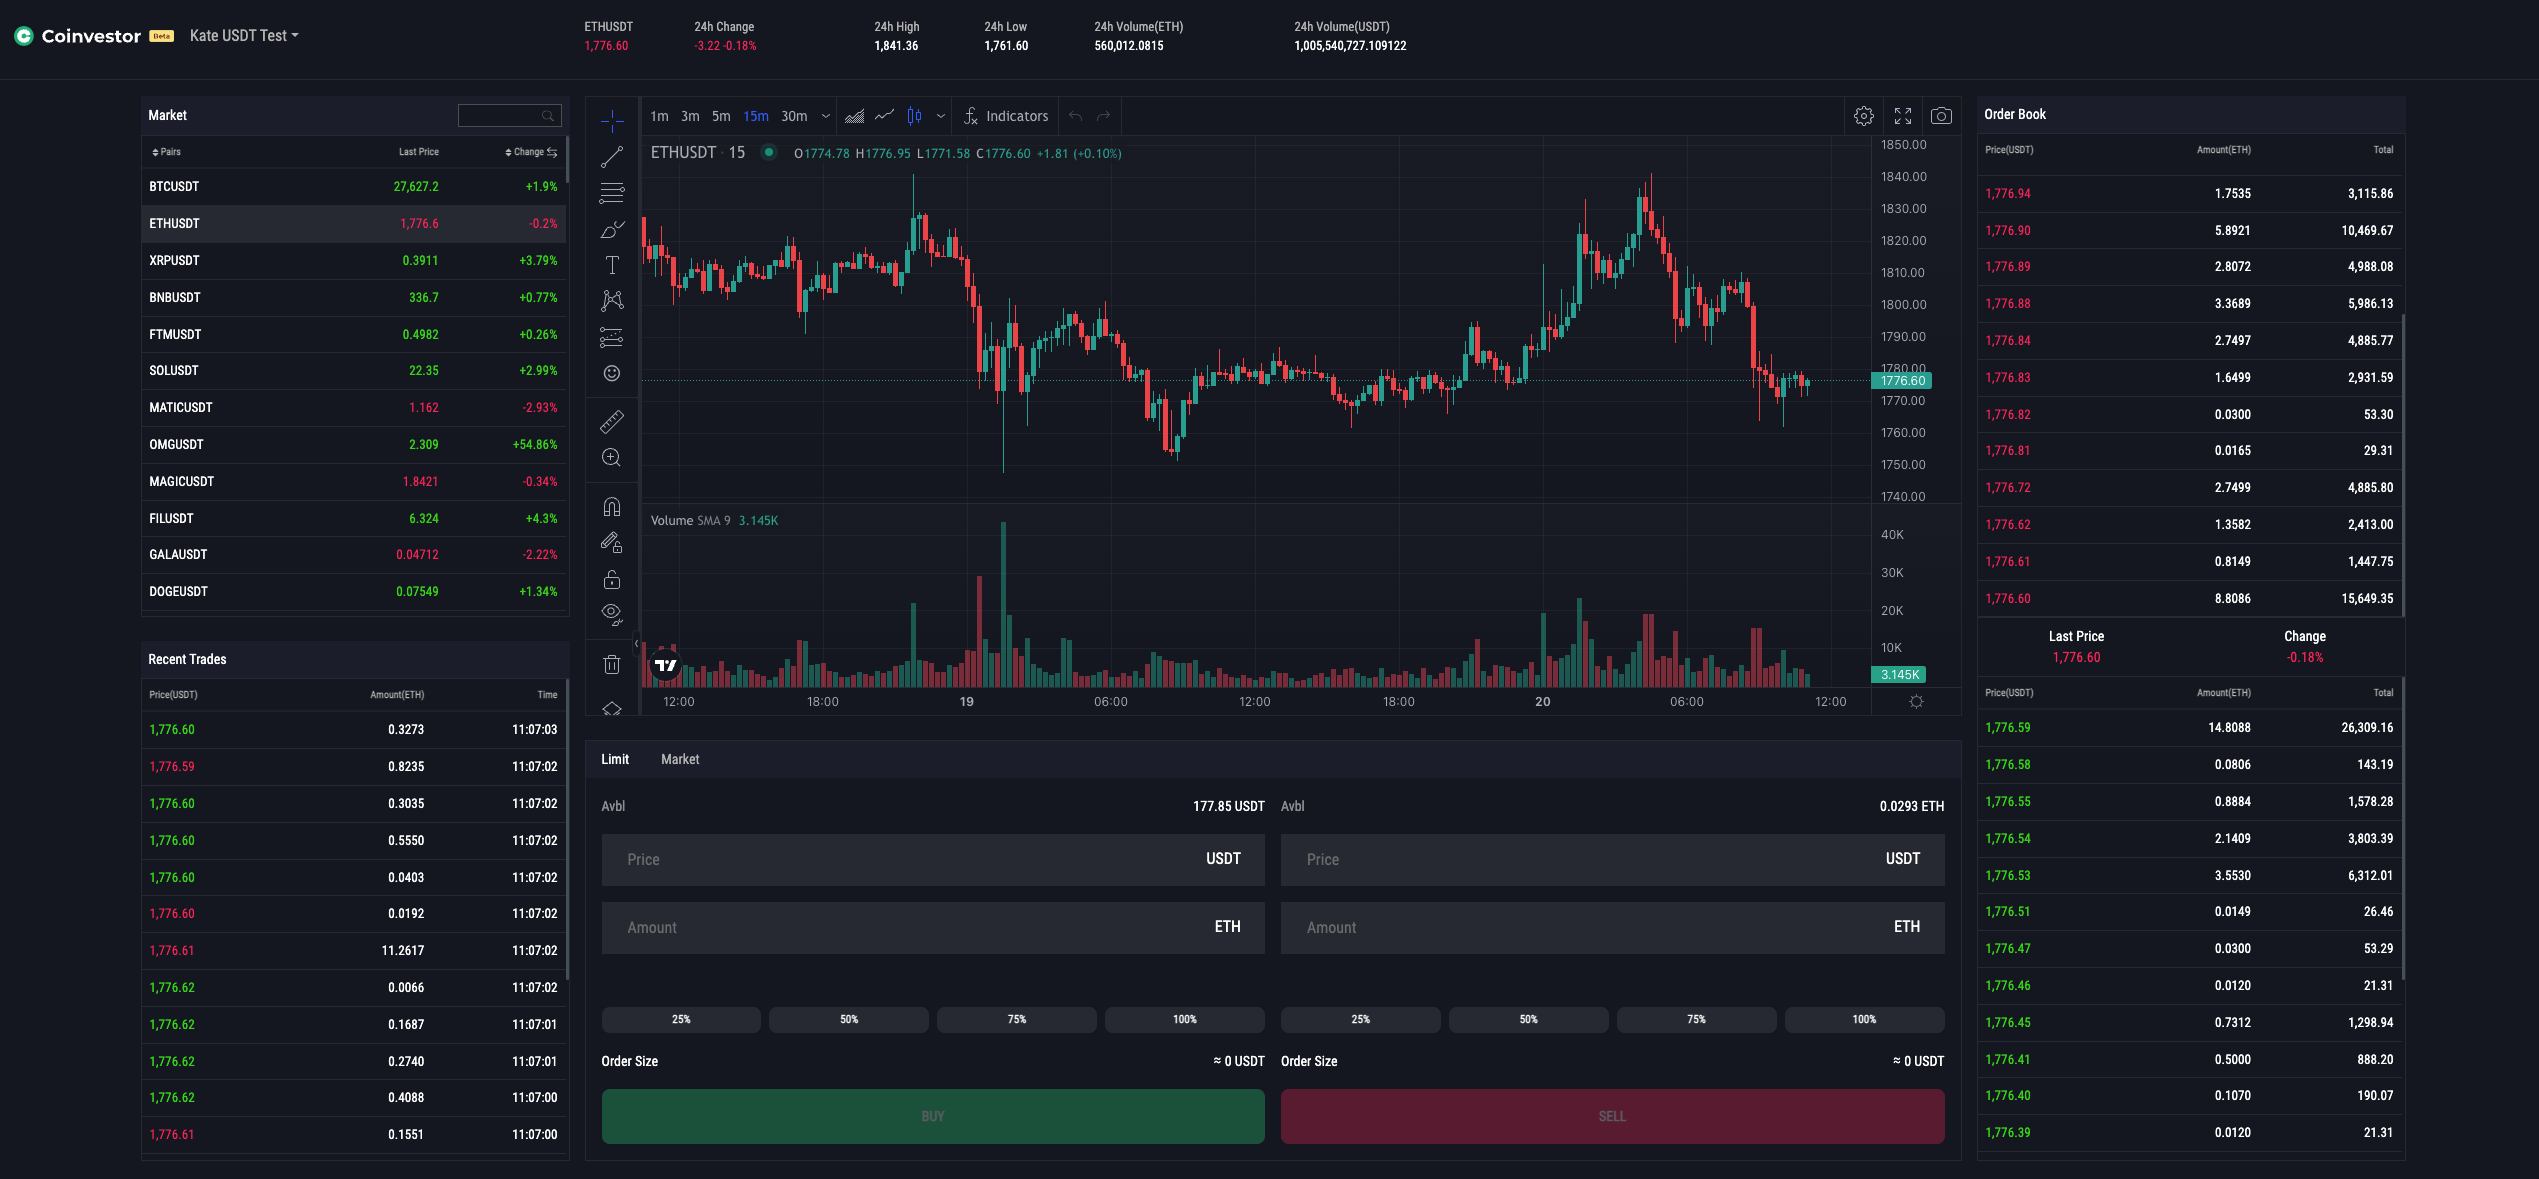 Coinvestor Beta Kate USDT Test
ETHUSDT 24h Change 24h High 24h Low 24h Volume(ETH) 24h Volume(USDT)
1,776.60 -3.22 -0.18% 1,841.36 1,761.60 560,012.0815 1,005,540,727.109122
Market
Pairs Last Price Change
BTCUSDT 27,627.2 +1.9%
ETHUSDT 1,776.6 -0.2%
XRPUSDT 0.3911 +3.79%
BNBUSDT 336.7 +0.77%
FTMUSDT 0.4982 +0.26%
SOLUSDT 22.35 +2.99%
MATICUSDT 1.162 -2.93%
OMGUSDT 2.309 +54.86%
MAGICUSDT 1.8421 -0.34%
FILUSDT 6.324 +4.3%
GALAUSDT 0.04712 -2.22%
DOGEUSDT 0.07549 +1.34%
Recent Trades
Price(USDT) Amount(ETH) Time
1,776.60 0.3273 11:07:03
1,776.59 0.8235 11:07:02
1,776.60 0.3035 11:07:02
1,776.60 0.5550 11:07:02
1,776.60 0.0403 11:07:02
1,776.60 0.0192 11:07:02
1,776.61 11.2617 11:07:02
1,776.62 0.0066 11:07:02
1,776.62 0.1687 11:07:01
1,776.62 0.2740 11:07:01
1,776.62 0.4088 11:07:00
1,776.61 0.1551 11:07:00
1m 3m 5m 15m 30m Indicators
ETHUSDT · 15 O1774.78 H1776.95 L1771.58 C1776.60 +1.81 (+0.10%)
1850.00
1840.00
1830.00
1820.00
1810.00
1800.00
1790.00
1780.00
1776.60
1770.00
1760.00
1750.00
1740.00
Volume SMA 9 3.145K
40K
30K
20K
10K
3.145K
12:00 18:00 19 06:00 12:00 18:00 20 06:00 12:00
Limit Market
Avbl 177.85 USDT Avbl 0.0293 ETH
Price USDT Price USDT
Amount ETH Amount ETH
25% 50% 75% 100% 25% 50% 75% 100%
Order Size ≈ 0 USDT Order Size ≈ 0 USDT
BUY SELL
Order Book
Price(USDT) Amount(ETH) Total
1,776.94 1.7535 3,115.86
1,776.90 5.8921 10,469.67
1,776.89 2.8072 4,988.08
1,776.88 3.3689 5,986.13
1,776.84 2.7497 4,885.77
1,776.83 1.6499 2,931.59
1,776.82 0.0300 53.30
1,776.81 0.0165 29.31
1,776.72 2.7499 4,885.80
1,776.62 1.3582 2,413.00
1,776.61 0.8149 1,447.75
1,776.60 8.8086 15,649.35
Last Price Change
1,776.60 -0.18%
Price(USDT) Amount(ETH) Total
1,776.59 14.8088 26,309.16
1,776.58 0.0806 143.19
1,776.55 0.8884 1,578.28
1,776.54 2.1409 3,803.39
1,776.53 3.5530 6,312.01
1,776.51 0.0149 26.46
1,776.47 0.0300 53.29
1,776.46 0.0120 21.31
1,776.45 0.7312 1,298.94
1,776.41 0.5000 888.20
1,776.40 0.1070 190.07
1,776.39 0.0120 21.31